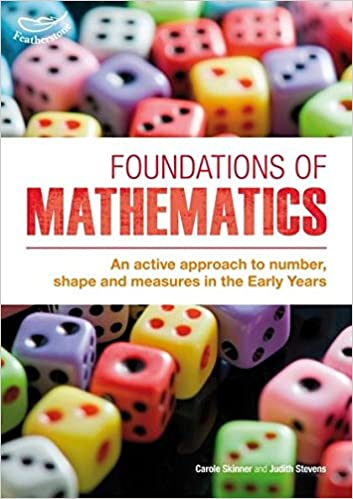 Featherstone
FOUNDATIONS OF
MATHEMATICS
An active approach to number,
shape and measures in the Early Years
Carole Skinner and Judith Stevens